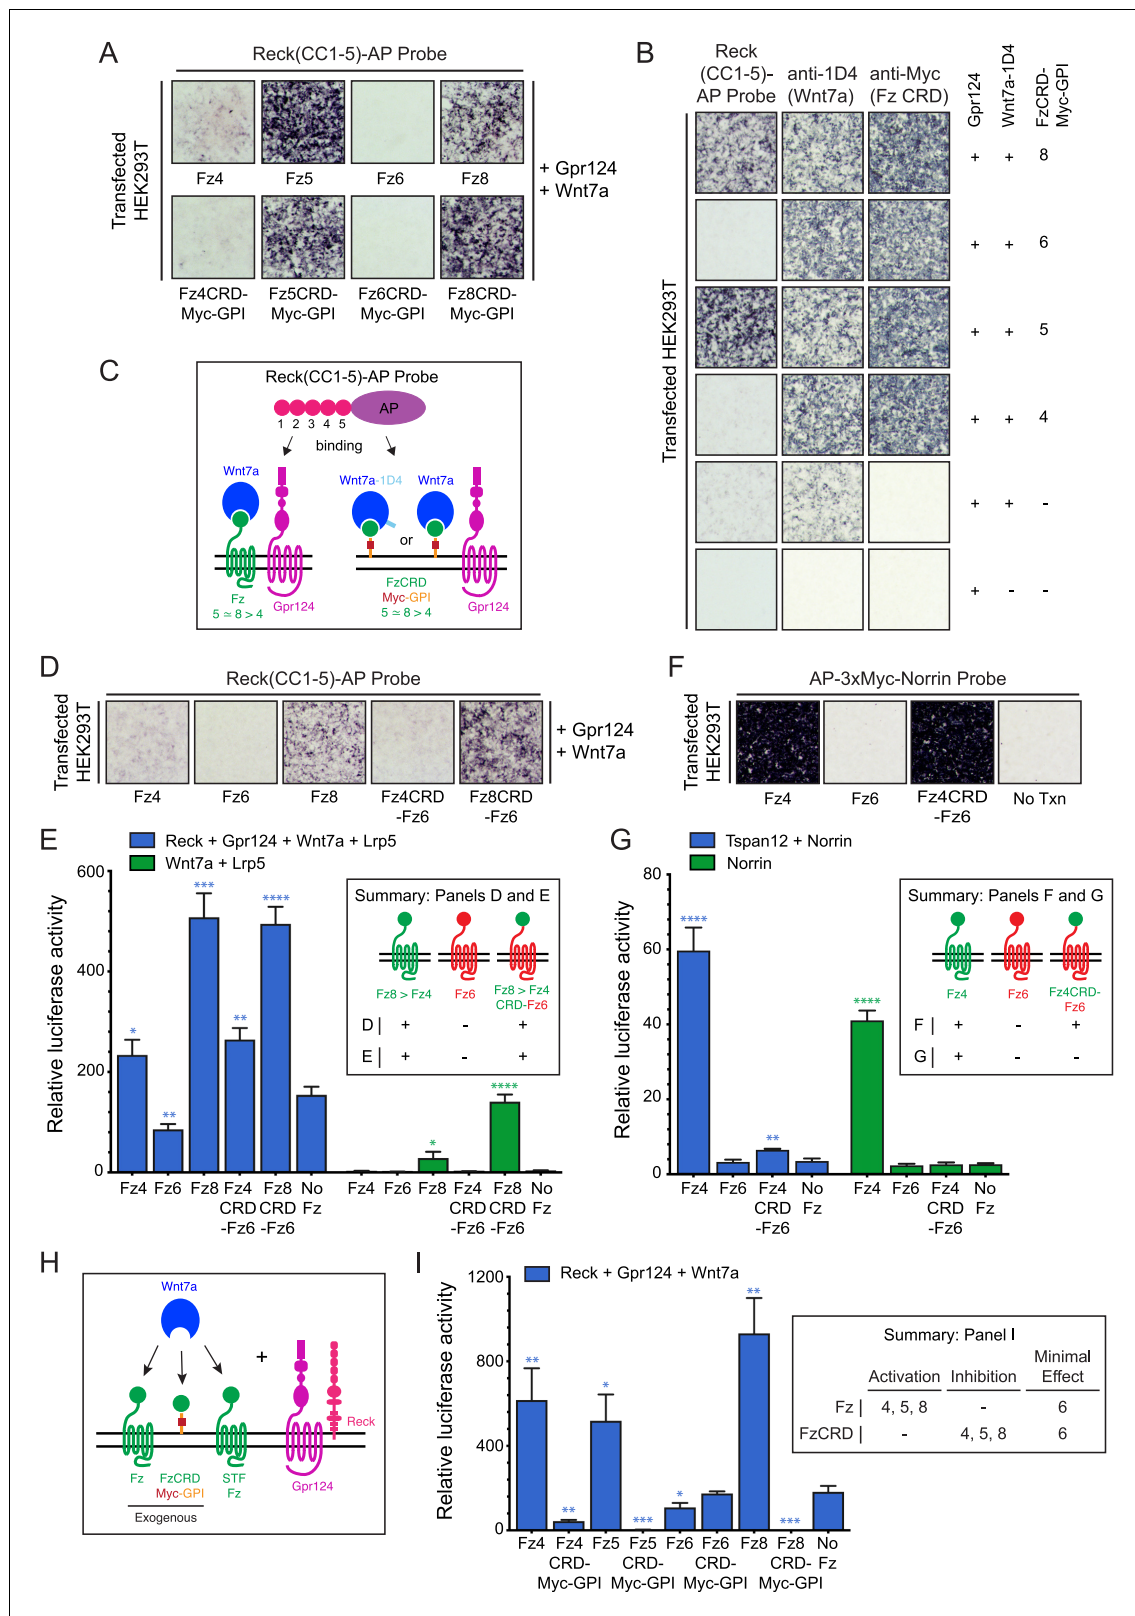 A
Reck(CC1-5)-AP Probe
Transfected
HEK293T
Fz4 Fz5 Fz6 Fz8
+ Gpr124
+ Wnt7a
Fz4CRD- Fz5CRD- Fz6CRD- Fz8CRD-
Myc-GPI Myc-GPI Myc-GPI Myc-GPI
B
Reck
(CC1-5)- anti-1D4 anti-Myc
AP Probe (Wnt7a) (Fz CRD)
Gpr124
Wnt7a-1D4
FzCRD-
Myc-GPI
Transfected HEK293T
+ + 8
+ + 6
+ + 5
+ + 4
+ + -
+ - -
C
Reck(CC1-5)-AP Probe
AP
1 2 3 4 5
binding
Wnt7a Wnt7a-1D4 Wnt7a
or
Fz
5 ≃ 8 > 4
Gpr124
FzCRD
Myc-GPI
5 ≃ 8 > 4
Gpr124
D
Reck(CC1-5)-AP Probe
Transfected
HEK293T
+ Gpr124
+ Wnt7a
Fz4 Fz6 Fz8 Fz4CRD Fz8CRD
-Fz6 -Fz6
F
AP-3xMyc-Norrin Probe
Transfected
HEK293T
Fz4 Fz6 Fz4CRD No Txn
-Fz6
E
Reck + Gpr124 + Wnt7a + Lrp5
Wnt7a + Lrp5
Relative luciferase activity
600
400
200
0
* ** *** ** **** * ****
Fz4 Fz6 Fz8 Fz4 Fz8 No Fz4 Fz6 Fz8 Fz4 Fz8 No
CRD CRD Fz CRD CRD Fz
-Fz6 -Fz6 -Fz6 -Fz6
Summary: Panels D and E
Fz8 > Fz4 Fz6 Fz8 > Fz4
CRD-Fz6
D + - +
E + - +
G
Tspan12 + Norrin
Norrin
Relative luciferase activity
80
60
40
20
0
**** ** ****
Fz4 Fz6 Fz4 No Fz4 Fz6 Fz4 No
CRD Fz CRD Fz
-Fz6 -Fz6
Summary: Panels F and G
Fz4 Fz6 Fz4CRD-
Fz6
F + - +
G + - -
H
Wnt7a
+
Reck
Fz FzCRD STF Gpr124
Myc-GPI Fz
Exogenous
I
Reck + Gpr124 + Wnt7a
Relative luciferase activity
1200
800
400
0
** ** * *** * ** ***
Fz4 Fz4 Fz5 Fz5 Fz6 Fz6 Fz8 Fz8 No
CRD- CRD- CRD- CRD- Fz
Myc-GPI Myc-GPI Myc-GPI Myc-GPI
Summary: Panel I
Minimal
Activation Inhibition Effect
Fz 4, 5, 8 - 6
FzCRD - 4, 5, 8 6